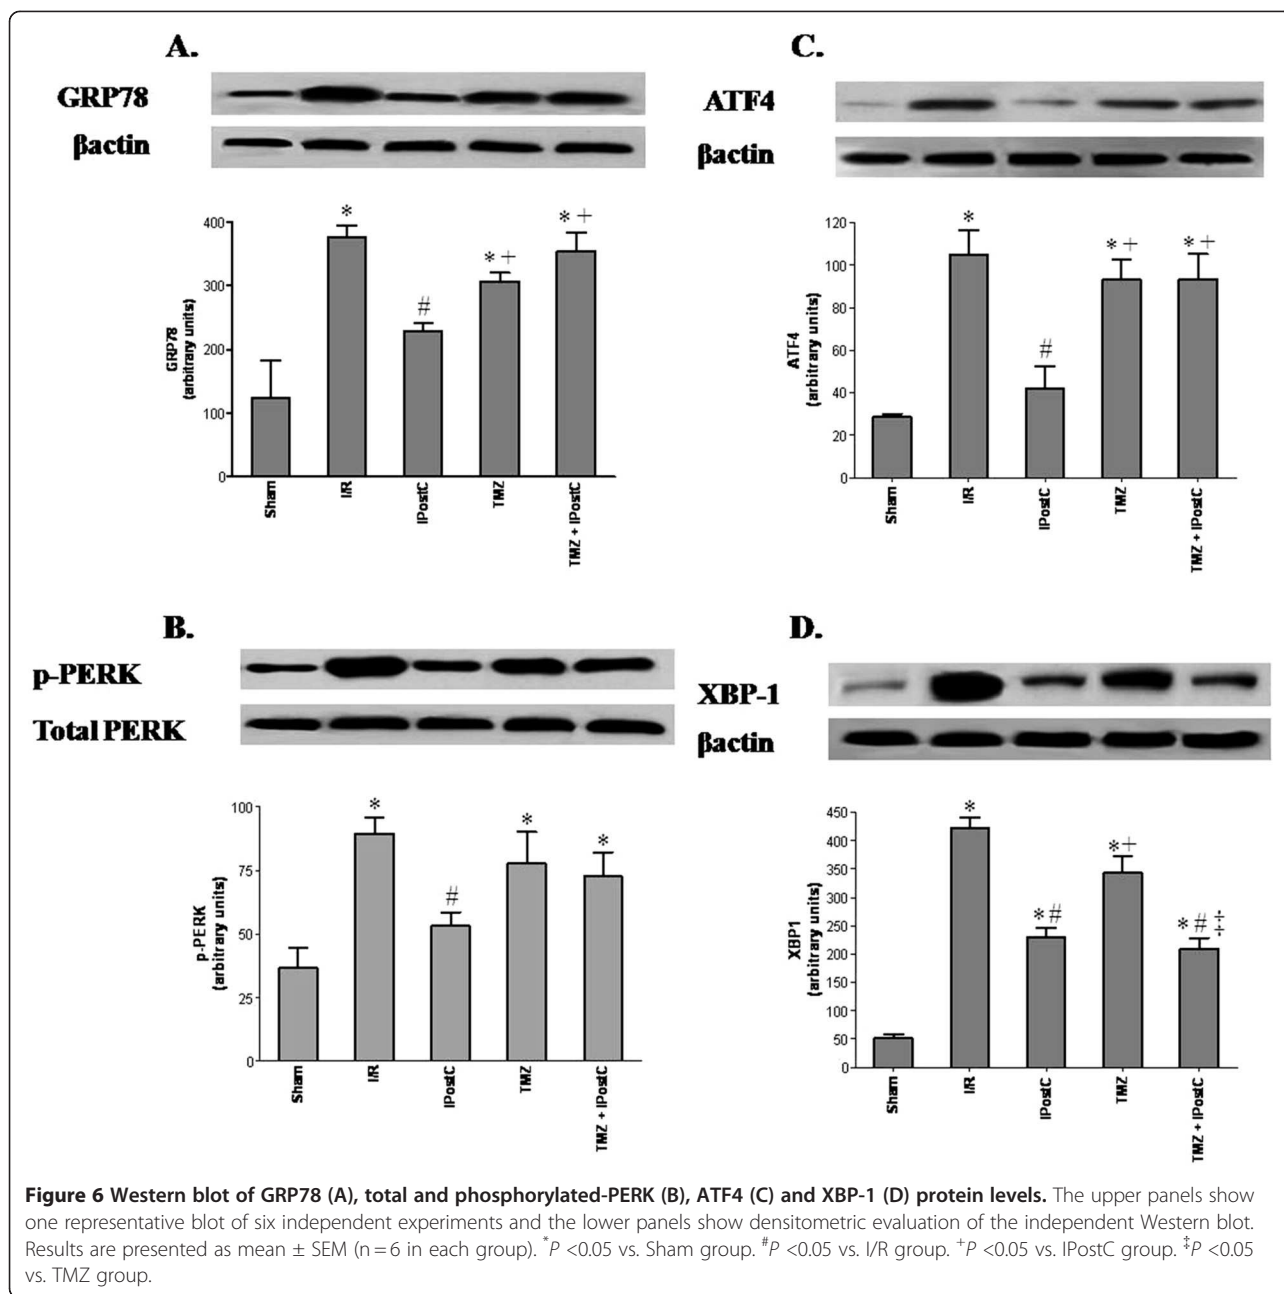 A.
GRP78
βactin
* * + # * +
400
300
200
100
0
GRP78
(arbitrary units)
Sham
I/R
IPostC
TMZ
TMZ + IPostC
C.
ATF4
βactin
* # * + * +
120
100
80
60
40
20
0
ATF4
(arbitrary units)
Sham
I/R
IPostC
TMZ
TMZ + IPostC
B.
p-PERK
Total PERK
* # * *
100
75
50
25
0
p-PERK
(arbitrary units)
Sham
I/R
IPostC
TMZ
TMZ + IPostC
D.
XBP-1
βactin
* *# *+ *#‡
450
400
350
300
250
200
150
100
50
0
XBP1
(arbitrary units)
Sham
I/R
IPostC
TMZ
TMZ + IPostC
Figure 6 Western blot of GRP78 (A), total and phosphorylated-PERK (B), ATF4 (C) and XBP-1 (D) protein levels. The upper panels show
one representative blot of six independent experiments and the lower panels show densitometric evaluation of the independent Western blot.
Results are presented as mean ± SEM (n = 6 in each group). *P <0.05 vs. Sham group. #P <0.05 vs. I/R group. +P <0.05 vs. IPostC group. ‡P <0.05
vs. TMZ group.